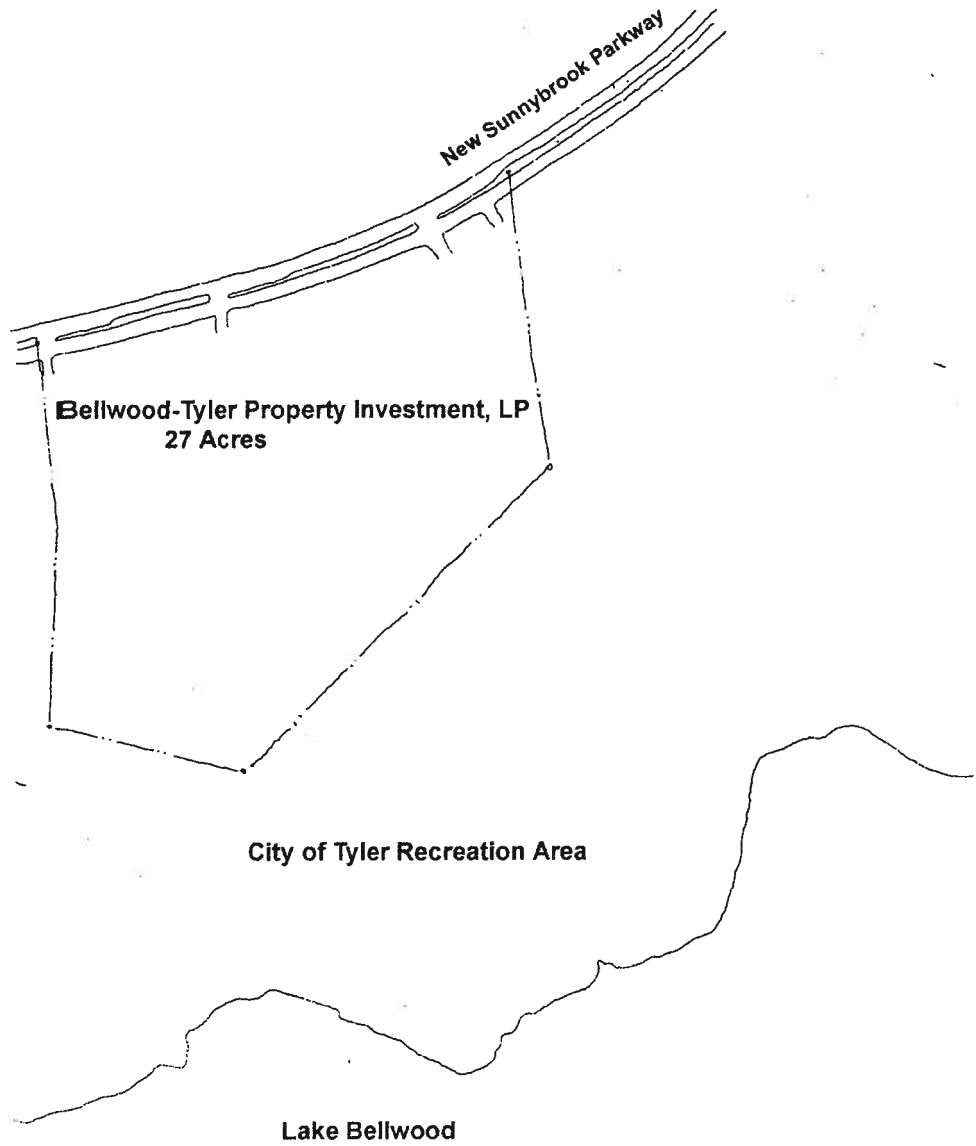 New Sunnybrook Parkway
Bellwood-Tyler Property Investment, LP
27 Acres
City of Tyler Recreation Area
Lake Bellwood